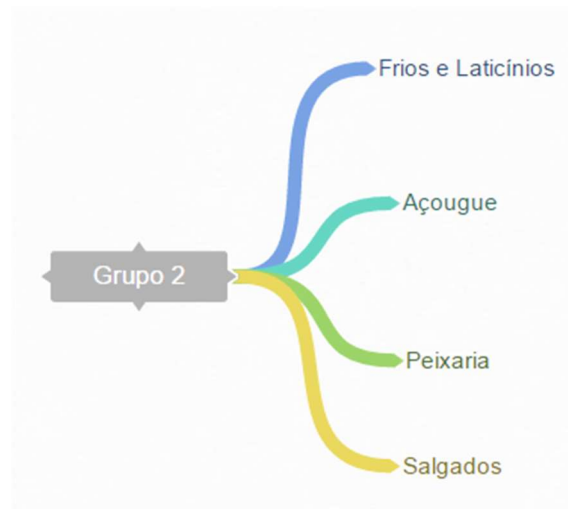 Frios e Laticínios
Açougue
Grupo 2
Peixaria
Salgados